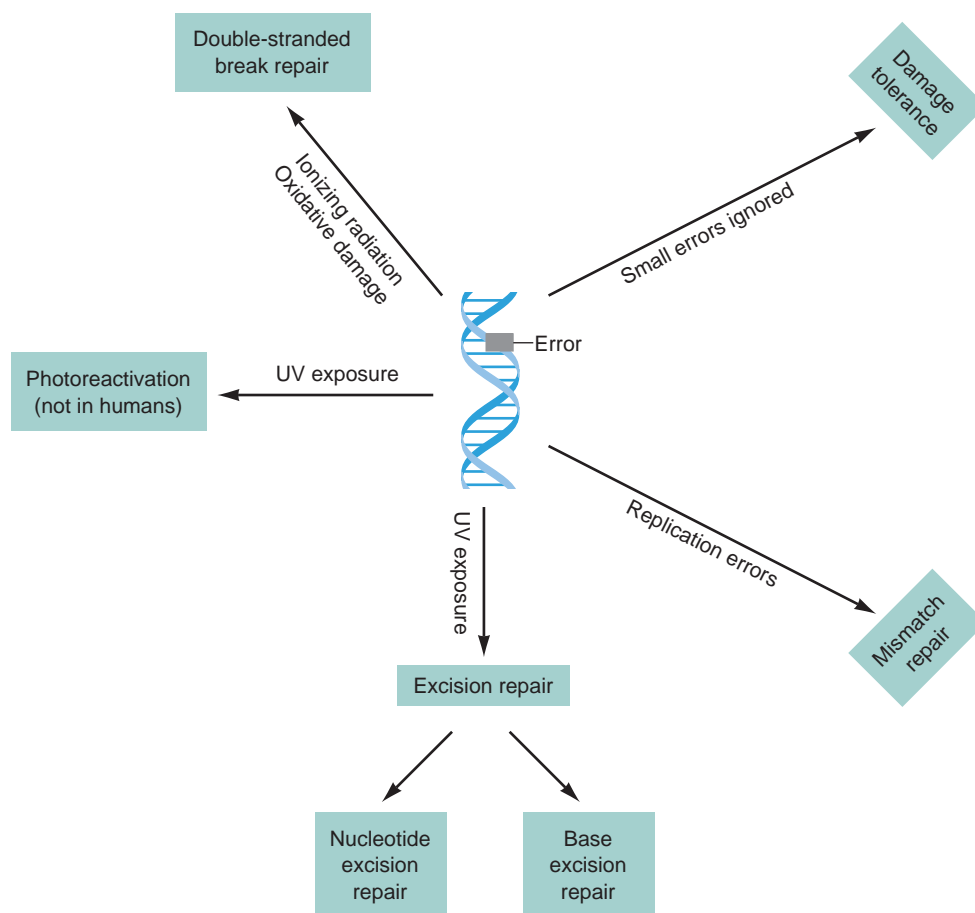 Double-stranded
break repair
Damage
tolerance
Ionizing radiation
Oxidative damage
Small errors ignored
Error
Photoreactivation
(not in humans)
UV exposure
UV exposure
Replication errors
Mismatch
repair
Excision repair
Nucleotide
excision
repair
Base
excision
repair